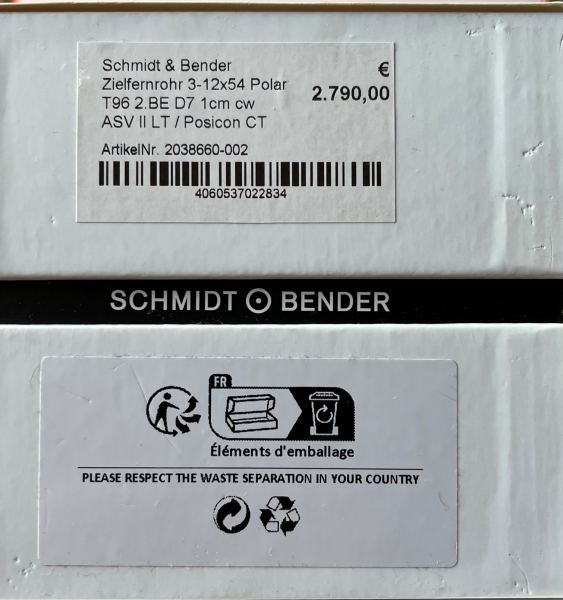 Schmidt & Bender
Zielfernrohr 3-12x54 Polar
T96 2.BE D7 1cm cw
ASV II LT / Posicon CT
€
2.790,00
ArtikelNr. 2038660-002
4060537022834
SCHMIDT BENDER
FR
Éléments d'emballage
PLEASE RESPECT THE WASTE SEPARATION IN YOUR COUNTRY